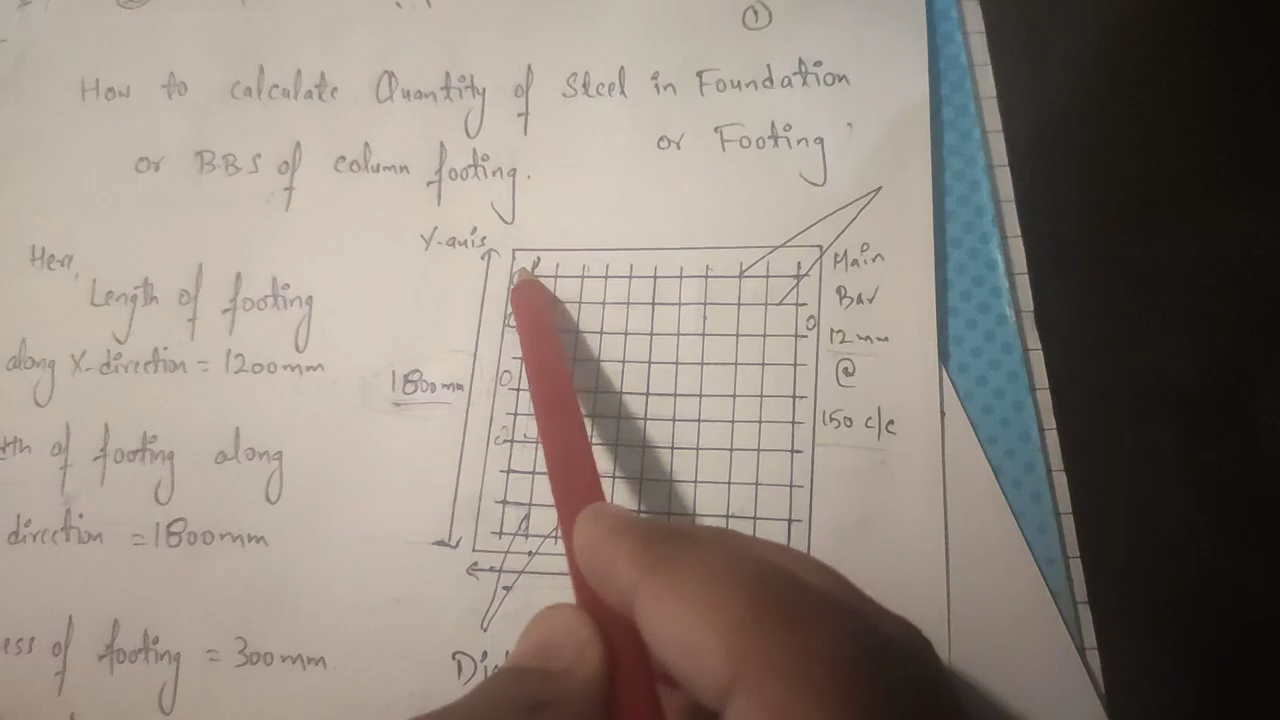 1
How to calculate Quantity of Steel in Foundation
or Footing
or BBS of column footing.
Y-axis
Here,
Length of footing
along X-direction = 1200mm
of footing along
direction = 1800mm
of footing = 300mm
1800mm
Main
Bar
12mm
@
150 c/c